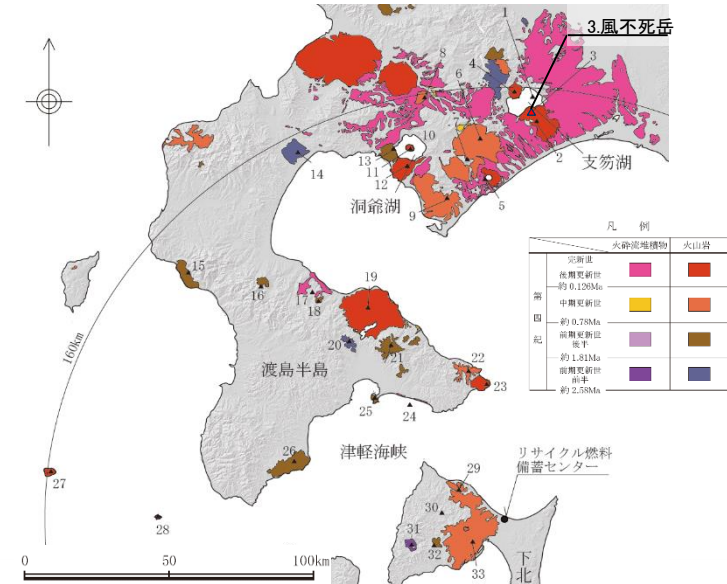 3.風不死岳
1
3
8
4
6
10
13
11
12
2
支笏湖
14
洞爺湖
5
9
凡 例
火砕流堆積物 火山岩
完新世
後期更新世
約 0.126Ma
第四紀
中期更新世
約 0.78Ma
前期更新世
後半
約 1.81Ma
前期更新世
前半
約 2.58Ma
15
16
17
18
19
160km
20
21
渡島半島
22
23
25
24
津軽海峡
26
リサイクル燃料
備蓄センター
27
29
30
28
31
32
33
下北
0 50 100km